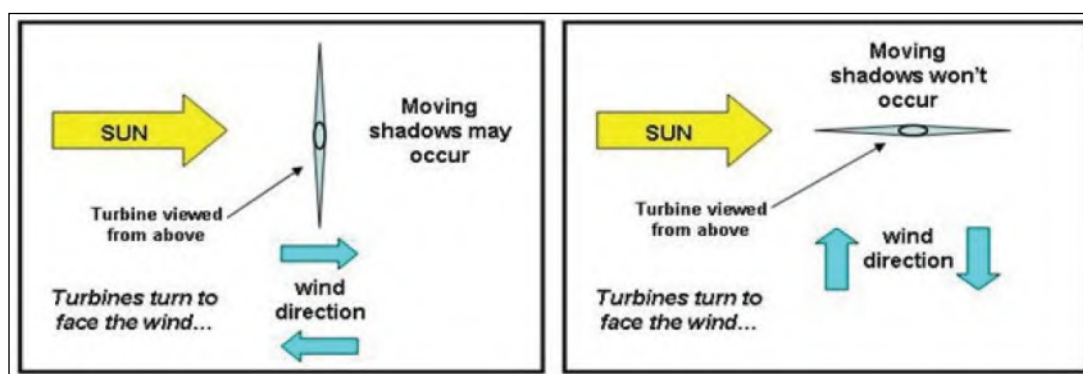 SUN
Moving
shadows may
occur
Turbine viewed
from above
wind
direction
Turbines turn to
face the wind...
Moving
shadows won't
occur
SUN
Turbine viewed
from above
wind
direction
Turbines turn to
face the wind...